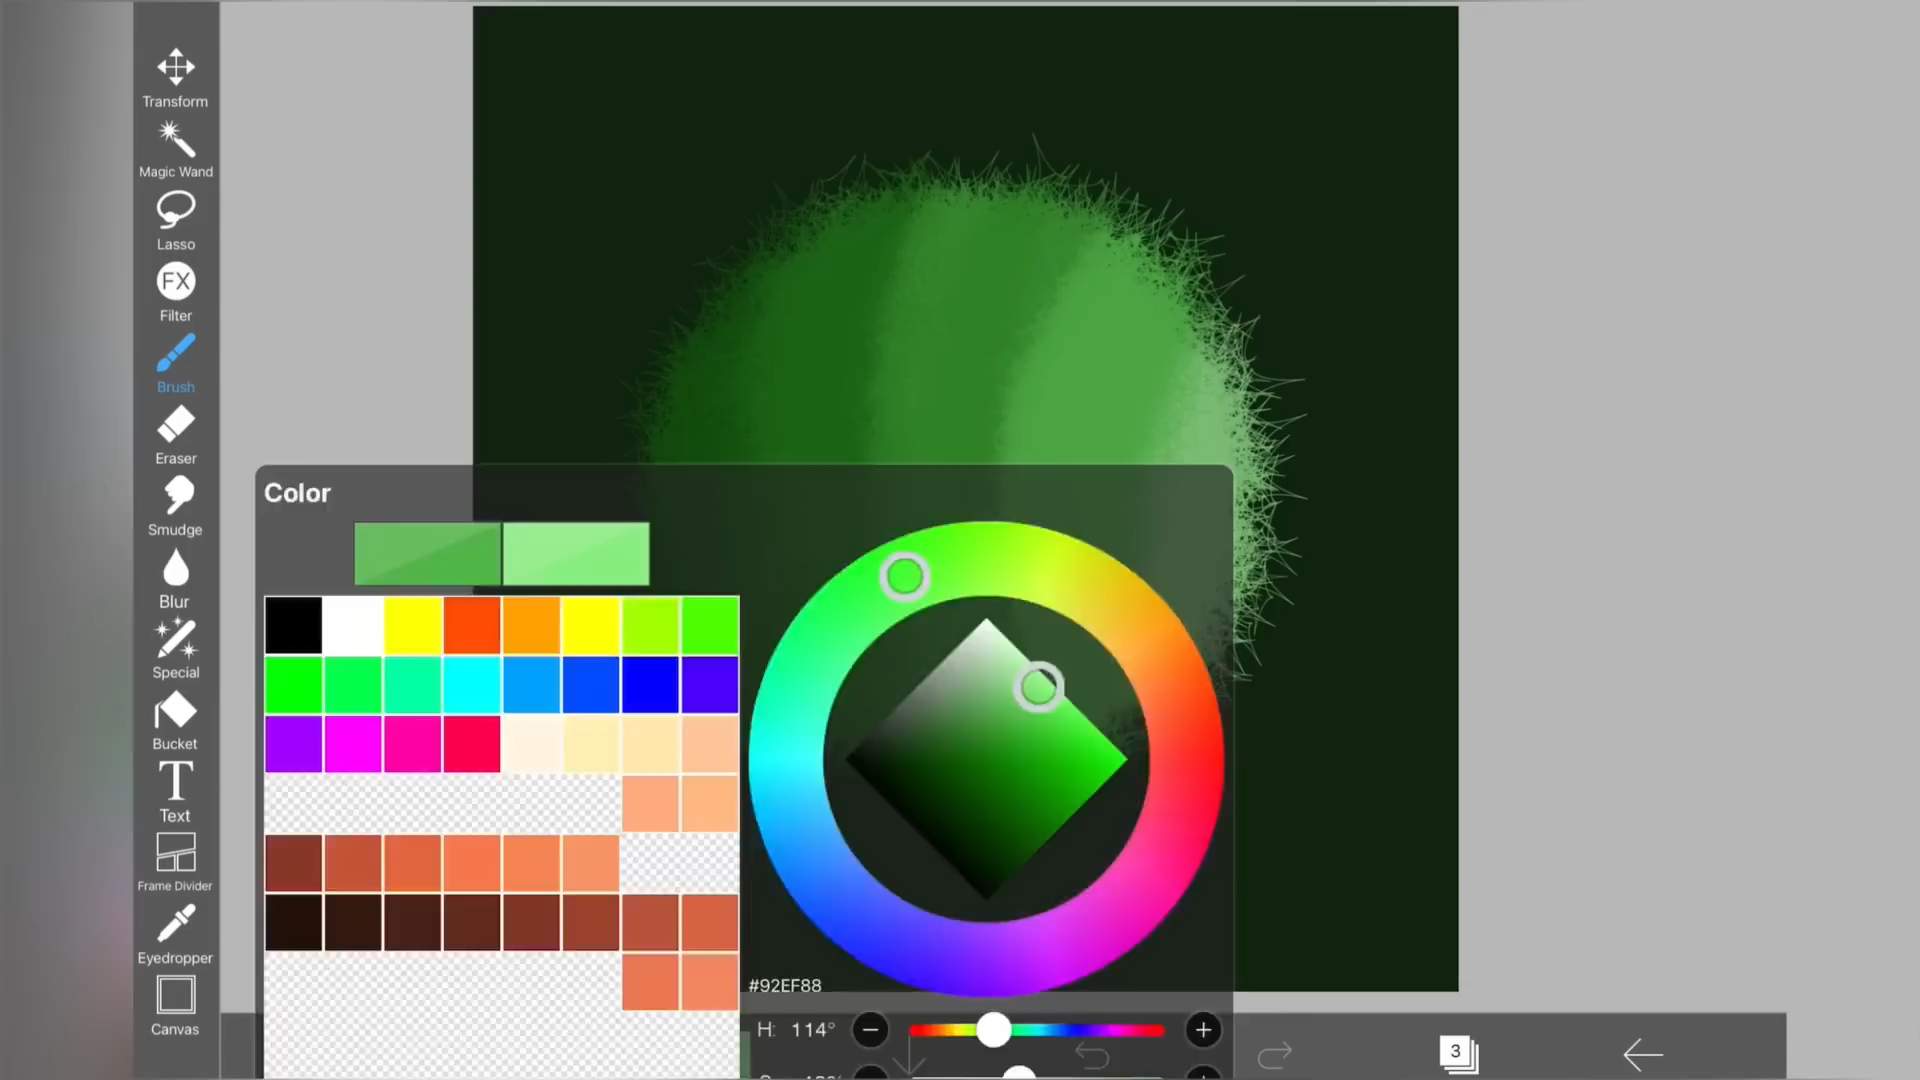 Transform
Magic Wand
Lasso
FX
Filter
Brush
Eraser
Smudge
Blur
Special
Bucket
T
Text
Frame Divider
Eyedropper
Canvas
Color
#92EF88
H: 114°
3